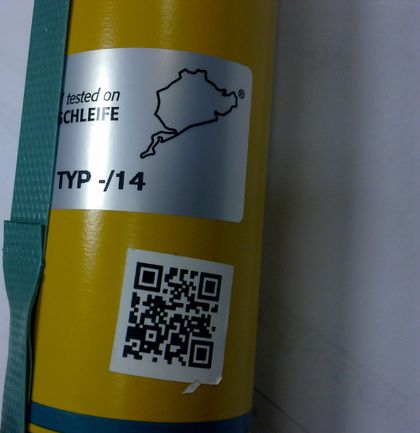 tested on
SCHLEIFE
®
TYP -/14